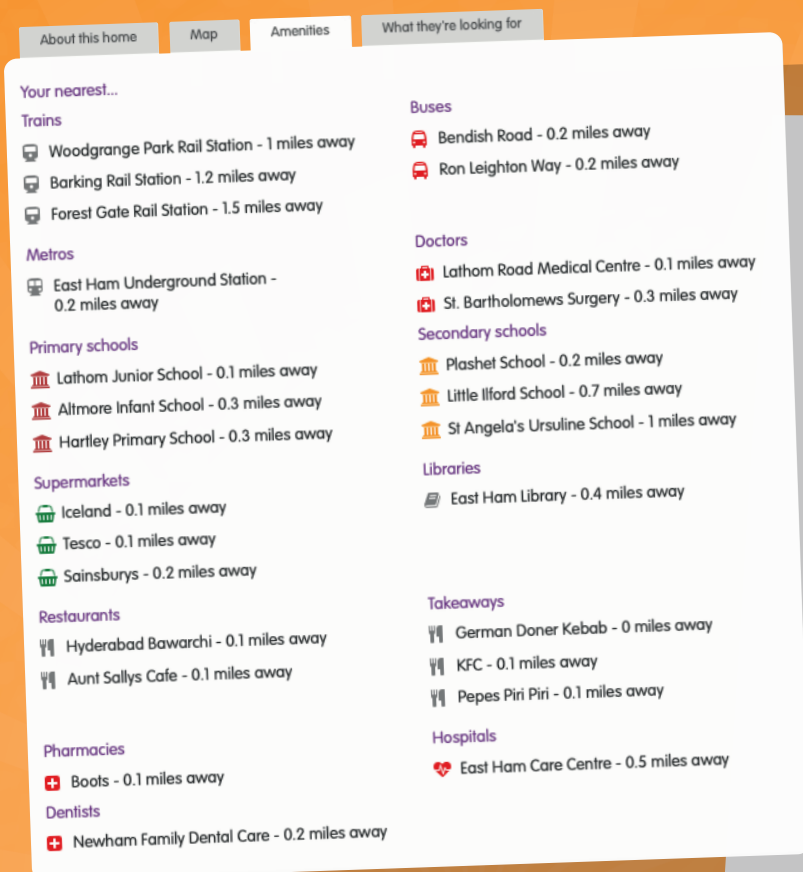 About this home
Map
Amenities
What they're looking for
Your nearest...
Trains
Woodgrange Park Rail Station - 1 miles away
Barking Rail Station - 1.2 miles away
Forest Gate Rail Station - 1.5 miles away
Buses
Bendish Road - 0.2 miles away
Ron Leighton Way - 0.2 miles away
Metros
East Ham Underground Station -
0.2 miles away
Doctors
Lathom Road Medical Centre - 0.1 miles away
St. Bartholomews Surgery - 0.3 miles away
Primary schools
Lathom Junior School - 0.1 miles away
Altmore Infant School - 0.3 miles away
Hartley Primary School - 0.3 miles away
Secondary schools
Plashet School - 0.2 miles away
Little Ilford School - 0.7 miles away
St Angela's Ursuline School - 1 miles away
Supermarkets
Iceland - 0.1 miles away
Tesco - 0.1 miles away
Sainsburys - 0.2 miles away
Libraries
East Ham Library - 0.4 miles away
Restaurants
Hyderabad Bawarchi - 0.1 miles away
Aunt Sallys Cafe - 0.1 miles away
Takeaways
German Doner Kebab - 0 miles away
KFC - 0.1 miles away
Pepes Piri Piri - 0.1 miles away
Pharmacies
Boots - 0.1 miles away
Hospitals
East Ham Care Centre - 0.5 miles away
Dentists
Newham Family Dental Care - 0.2 miles away